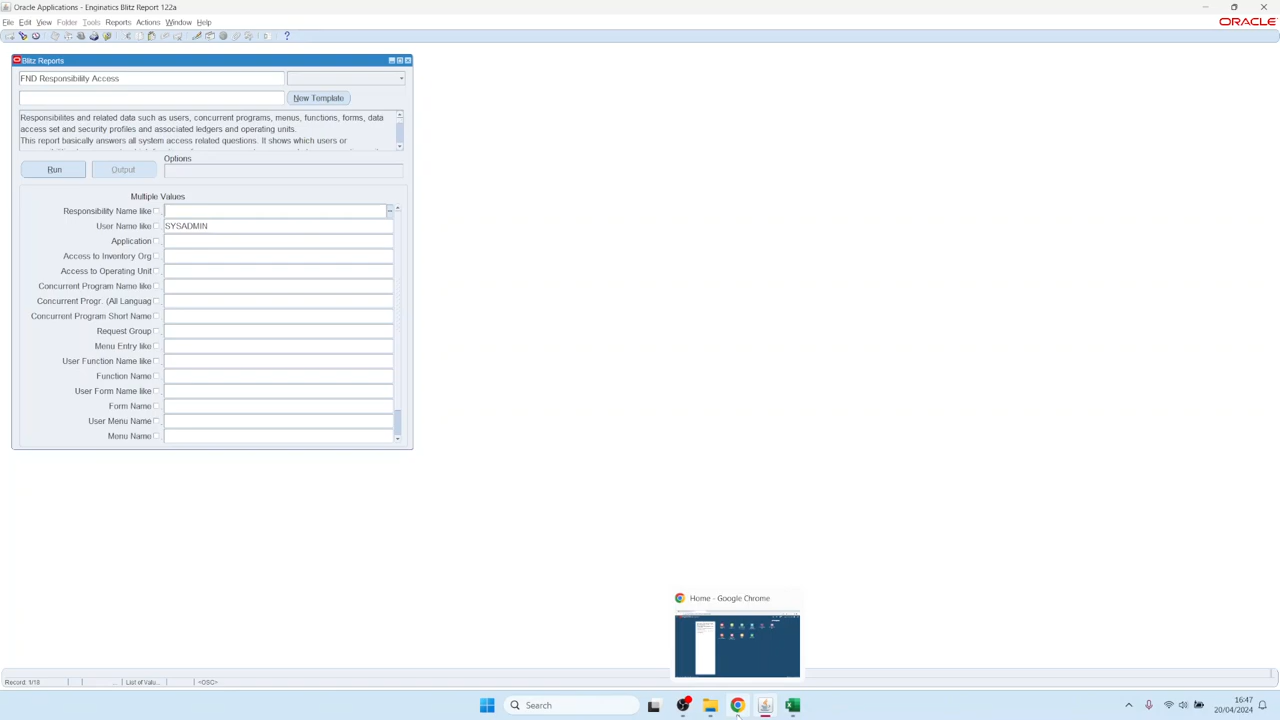 Oracle Applications - Enginatics Blitz Report 122a
File Edit View Folder Tools Reports Actions Window Help
ORACLE
Blitz Reports
FND Responsibility Access
New Template
Responsibilites and related data such as users, concurrent programs, menus, functions, forms, data
access set and security profiles and associated ledgers and operating units.
This report basically answers all system access related questions. It shows which users or
Run Output Options
Multiple Values
Responsibility Name like
User Name like SYSADMIN
Application
Access to Inventory Org
Access to Operating Unit
Concurrent Program Name like
Concurrent Progr. (All Languag
Concurrent Program Short Name
Request Group
Menu Entry like
User Function Name like
Function Name
User Form Name like
Form Name
User Menu Name
Menu Name
Home - Google Chrome
Record: 1/18 ... List of Valu... <OSC>
Search
16:47
20/04/2024